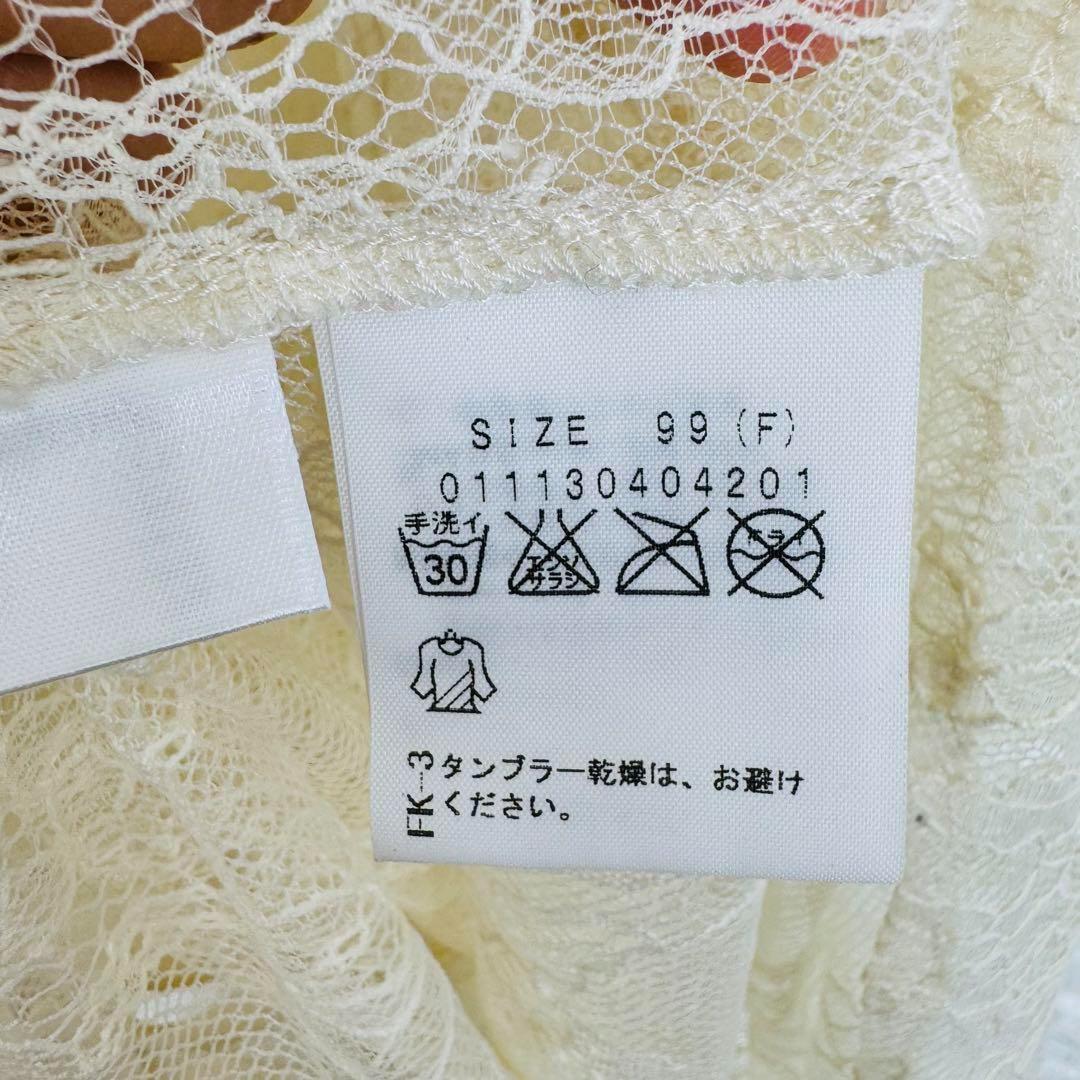 SIZE 99 (F)
011130404201
手洗イ
30
エンソ
サラシ
ドライ
FK-3
タンブラー乾燥は、お避け
ください。